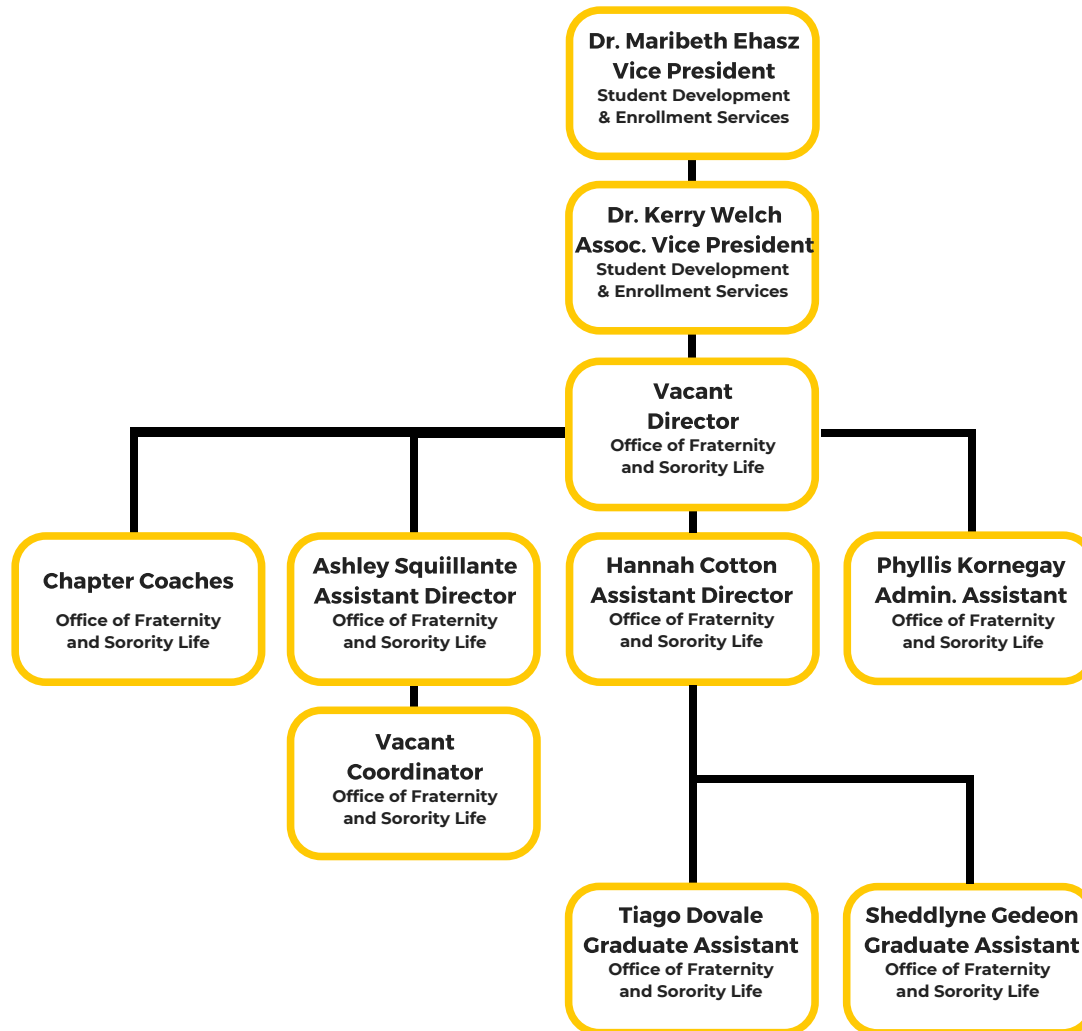 Dr. Maribeth Ehasz
Vice President
Student Development
& Enrollment Services
Dr. Kerry Welch
Assoc. Vice President
Student Development
& Enrollment Services
Vacant
Director
Office of Fraternity
and Sorority Life
Chapter Coaches
Office of Fraternity
and Sorority Life
Ashley Squiillante
Assistant Director
Office of Fraternity
and Sorority Life
Hannah Cotton
Assistant Director
Office of Fraternity
and Sorority Life
Phyllis Kornegay
Admin. Assistant
Office of Fraternity
and Sorority Life
Vacant
Coordinator
Office of Fraternity
and Sorority Life
Tiago Dovale
Graduate Assistant
Office of Fraternity
and Sorority Life
Sheddlyne Gedeon
Graduate Assistant
Office of Fraternity
and Sorority Life